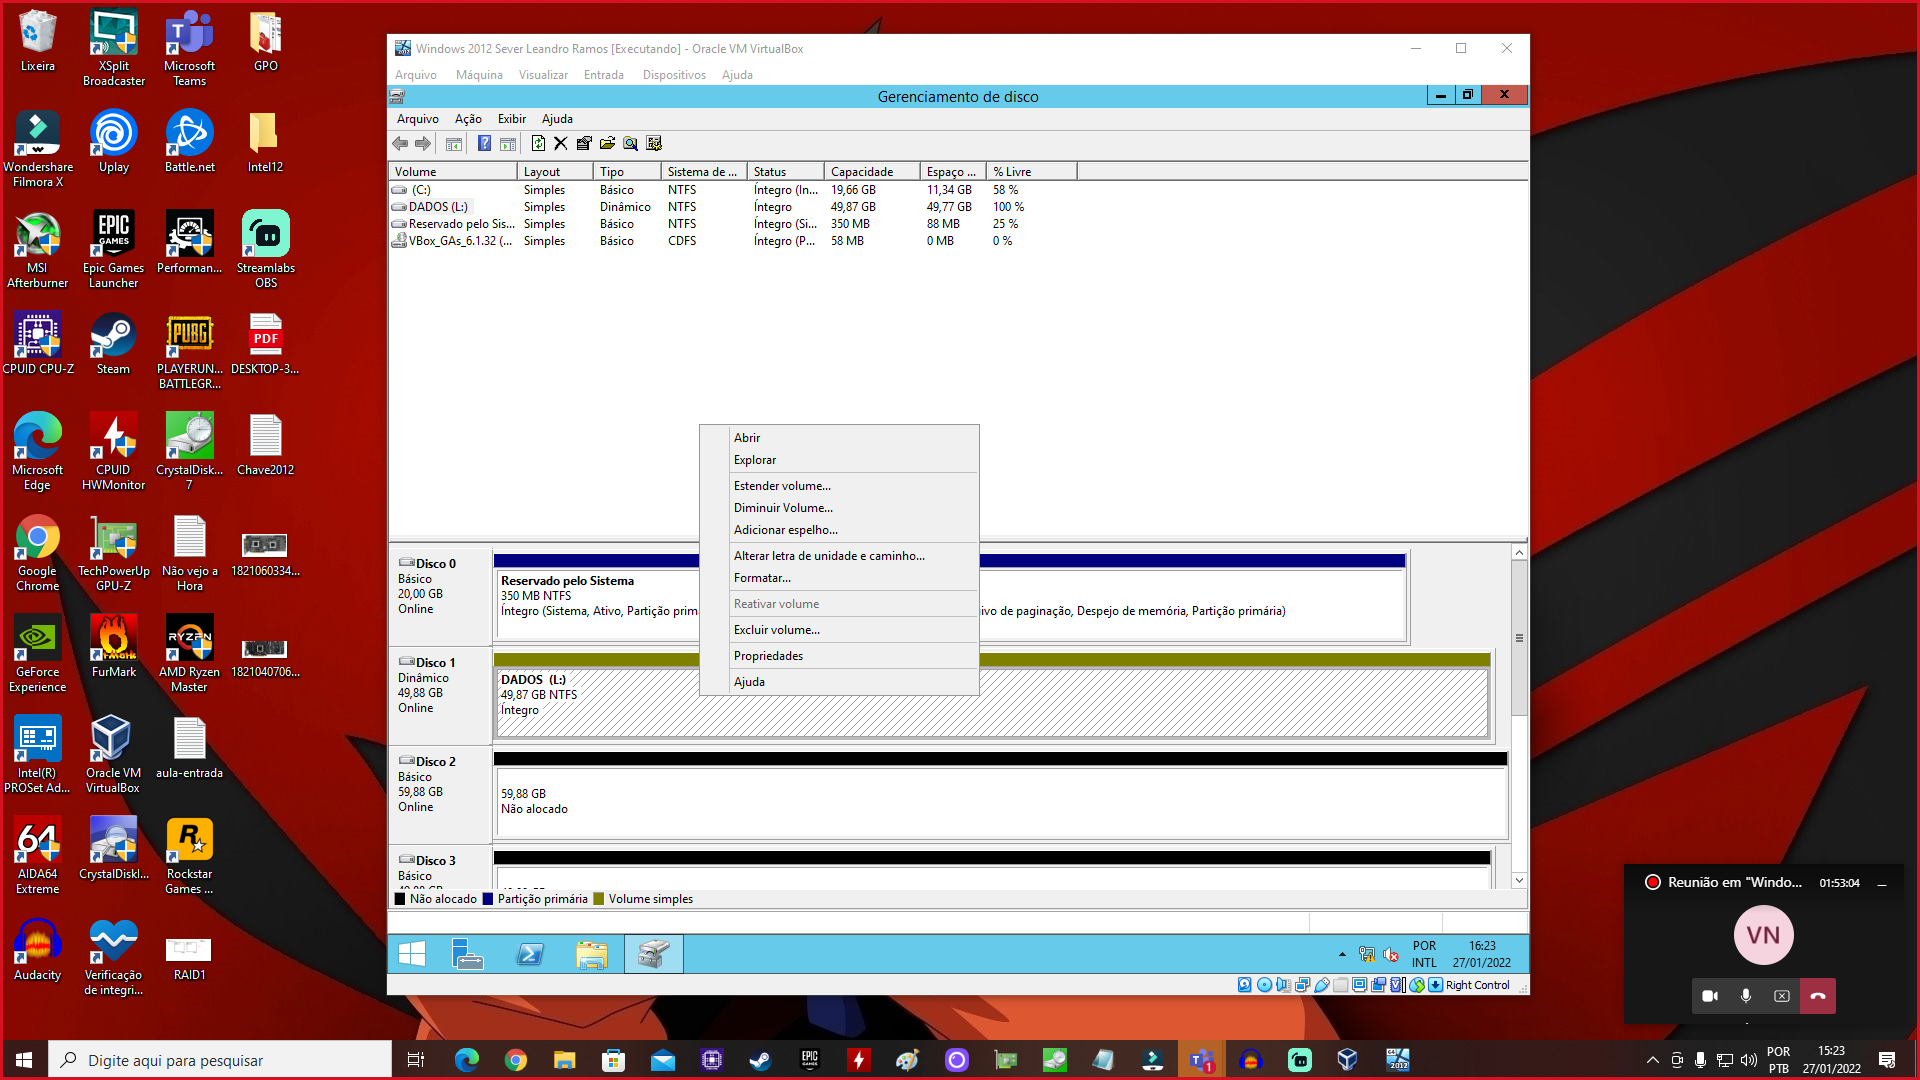 Lixeira
XSplit Broadcaster
Microsoft Teams
GPO
Wondershare Filmora X
Uplay
Battle.net
Intel12
MSI Afterburner
EPIC GAMES
Epic Games Launcher
Performan...
Streamlabs OBS
CPUID CPU-Z
Steam
PUBG
PLAYERUN... BATTLEGR...
PDF
DESKTOP-3...
Microsoft Edge
CPUID HWMonitor
CrystalDisk... 7
Chave2012
Google Chrome
TechPowerUp GPU-Z
Não vejo a Hora
1821060334...
GeForce Experience
FurMark
RYZEN
AMD Ryzen Master
1821040706...
Intel(R) PROSet Ad...
Oracle VM VirtualBox
aula-entrada
64
AIDA64 Extreme
CrystalDiskI...
Rockstar Games ...
Audacity
Verificação de integri...
RAID1
Windows 2012 Sever Leandro Ramos [Executando] - Oracle VM VirtualBox
Arquivo Máquina Visualizar Entrada Dispositivos Ajuda
Gerenciamento de disco
Arquivo Ação Exibir Ajuda
Volume Layout Tipo Sistema de ... Status Capacidade Espaço ... % Livre
(C:) Simples Básico NTFS Íntegro (In... 19,66 GB 11,34 GB 58 %
DADOS (L:) Simples Dinâmico NTFS Íntegro 49,87 GB 49,77 GB 100 %
Reservado pelo Sis... Simples Básico NTFS Íntegro (Si... 350 MB 88 MB 25 %
VBox_GAs_6.1.32 (... Simples Básico CDFS Íntegro (P... 58 MB 0 MB 0 %
Abrir
Explorar
Estender volume...
Diminuir Volume...
Adicionar espelho...
Alterar letra de unidade e caminho...
Formatar...
Reativar volume
Excluir volume...
Propriedades
Ajuda
Disco 0
Básico
20,00 GB
Online
Reservado pelo Sistema
350 MB NTFS
Íntegro (Sistema, Ativo, Partição prim
ivo de paginação, Despejo de memória, Partição primária)
Disco 1
Dinâmico
49,88 GB
Online
DADOS (L:)
49,87 GB NTFS
Íntegro
Disco 2
Básico
59,88 GB
Online
59,88 GB
Não alocado
Disco 3
Básico
Não alocado Partição primária Volume simples
POR
INTL
16:23
27/01/2022
Right Control
Reunião em "Windo... 01:53:04
VN
Digite aqui para pesquisar
POR
PTB
15:23
27/01/2022